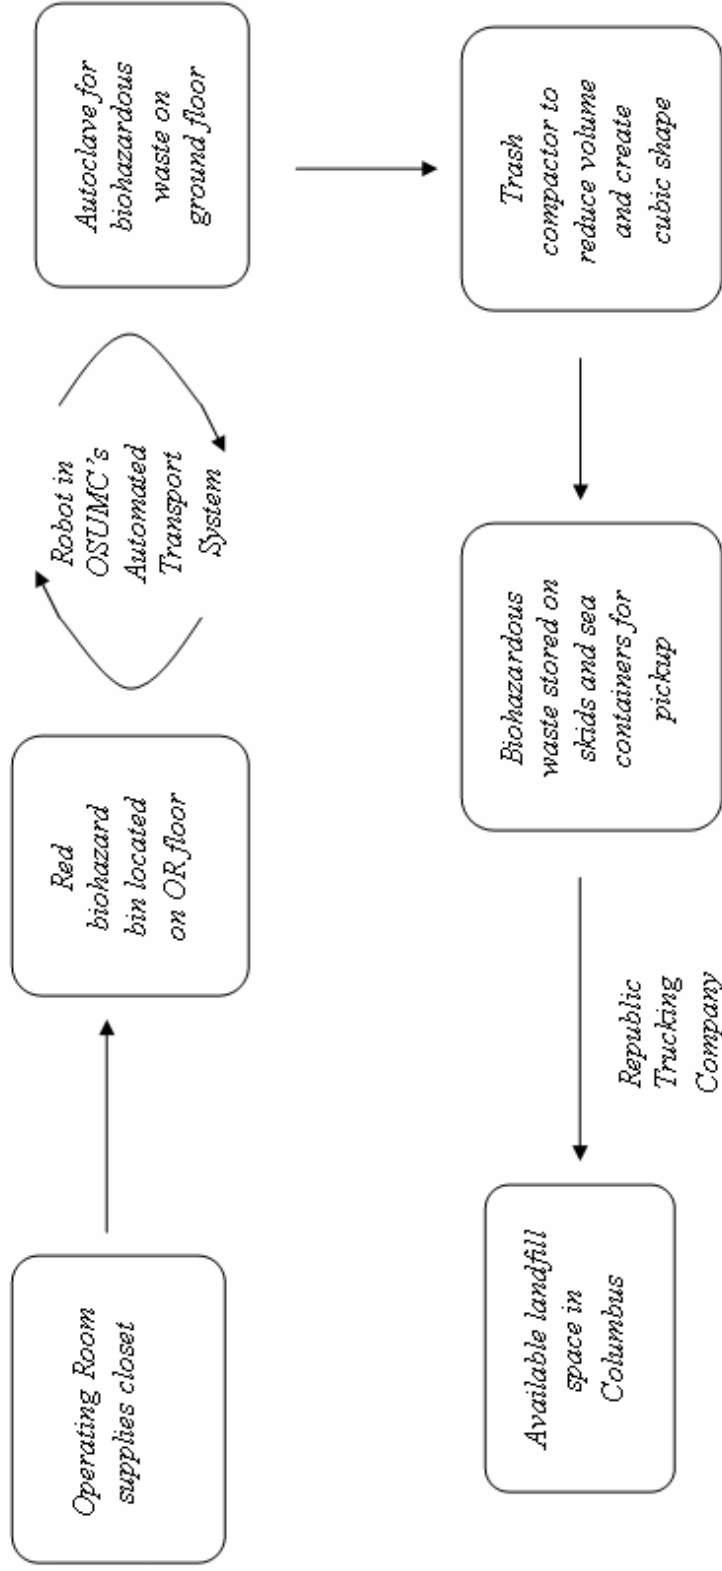 Operating Room
supplies closet
Red
biohazard
bin located
on OR floor
Robot in
OSUMC's
Automated
Transport
System
Autoclave for
biohazardous
waste on
ground floor
Trash
compactor to
reduce volume
and create
cubic shape
Biohazardous
waste stored on
skids and sea
containers for
pickup
Republic
Trucking
Company
Available landfill
space in
Columbus